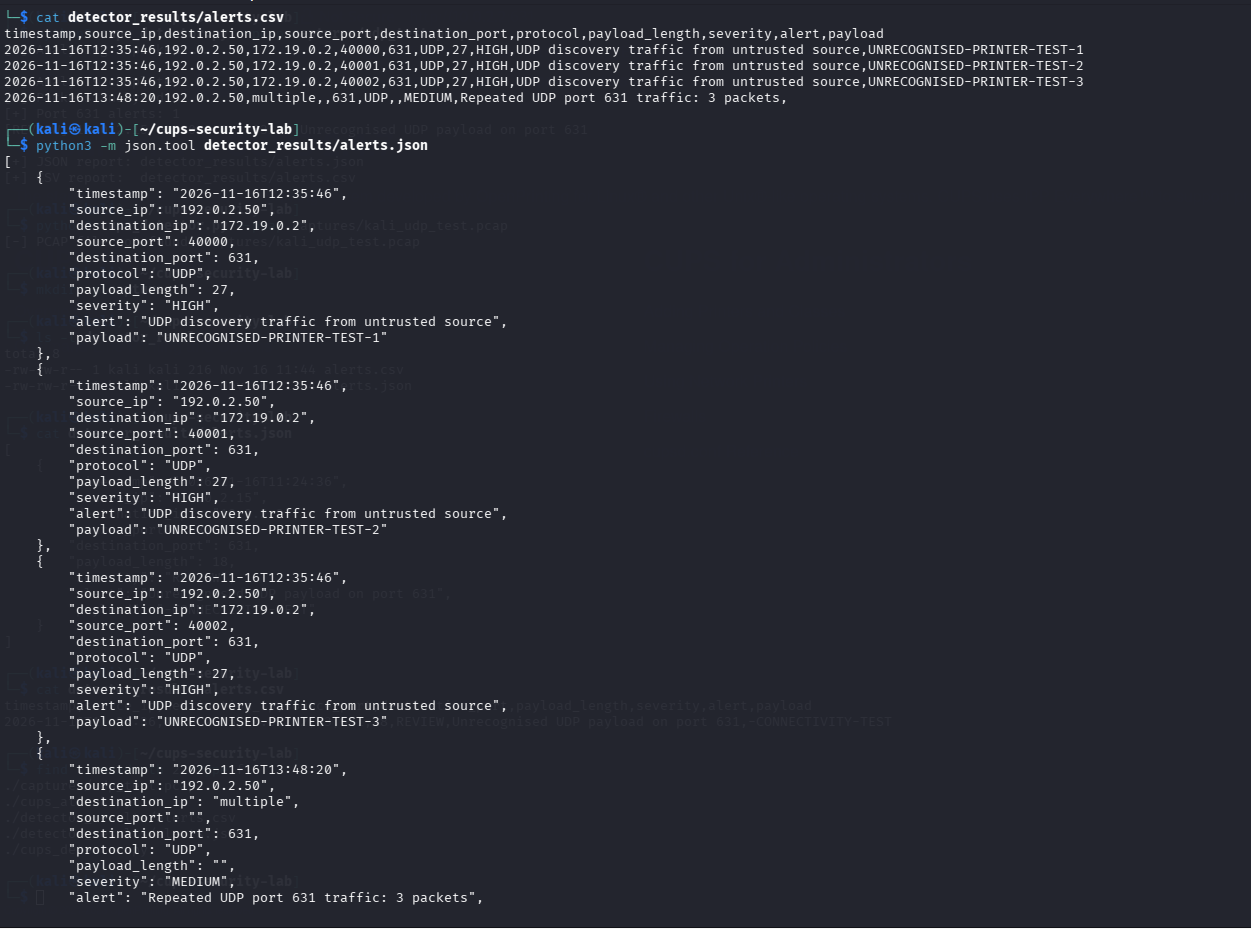 └─$ cat detector_results/alerts.csv
timestamp,source_ip,destination_ip,source_port,destination_port,protocol,payload_length,severity,alert,payload
2026-11-16T12:35:46,192.0.2.50,172.19.0.2,40000,631,UDP,27,HIGH,UDP discovery traffic from untrusted source,UNRECOGNISED-PRINTER-TEST-1
2026-11-16T12:35:46,192.0.2.50,172.19.0.2,40001,631,UDP,27,HIGH,UDP discovery traffic from untrusted source,UNRECOGNISED-PRINTER-TEST-2
2026-11-16T12:35:46,192.0.2.50,172.19.0.2,40002,631,UDP,27,HIGH,UDP discovery traffic from untrusted source,UNRECOGNISED-PRINTER-TEST-3
2026-11-16T13:48:20,192.0.2.50,multiple,,631,UDP,,MEDIUM,Repeated UDP port 631 traffic: 3 packets,
┌──(kali㉿kali)-[~/cups-security-lab]
└─$ python3 -m json.tool detector_results/alerts.json
[
    {
        "timestamp": "2026-11-16T12:35:46",
        "source_ip": "192.0.2.50",
        "destination_ip": "172.19.0.2",
        "source_port": 40000,
        "destination_port": 631,
        "protocol": "UDP",
        "payload_length": 27,
        "severity": "HIGH",
        "alert": "UDP discovery traffic from untrusted source",
        "payload": "UNRECOGNISED-PRINTER-TEST-1"
    },
    {
        "timestamp": "2026-11-16T12:35:46",
        "source_ip": "192.0.2.50",
        "destination_ip": "172.19.0.2",
        "source_port": 40001,
        "destination_port": 631,
        "protocol": "UDP",
        "payload_length": 27,
        "severity": "HIGH",
        "alert": "UDP discovery traffic from untrusted source",
        "payload": "UNRECOGNISED-PRINTER-TEST-2"
    },
    {
        "timestamp": "2026-11-16T12:35:46",
        "source_ip": "192.0.2.50",
        "destination_ip": "172.19.0.2",
        "source_port": 40002,
        "destination_port": 631,
        "protocol": "UDP",
        "payload_length": 27,
        "severity": "HIGH",
        "alert": "UDP discovery traffic from untrusted source",
        "payload": "UNRECOGNISED-PRINTER-TEST-3"
    },
    {
        "timestamp": "2026-11-16T13:48:20",
        "source_ip": "192.0.2.50",
        "destination_ip": "multiple",
        "source_port": "",
        "destination_port": 631,
        "protocol": "UDP",
        "payload_length": "",
        "severity": "MEDIUM",
        "alert": "Repeated UDP port 631 traffic: 3 packets",